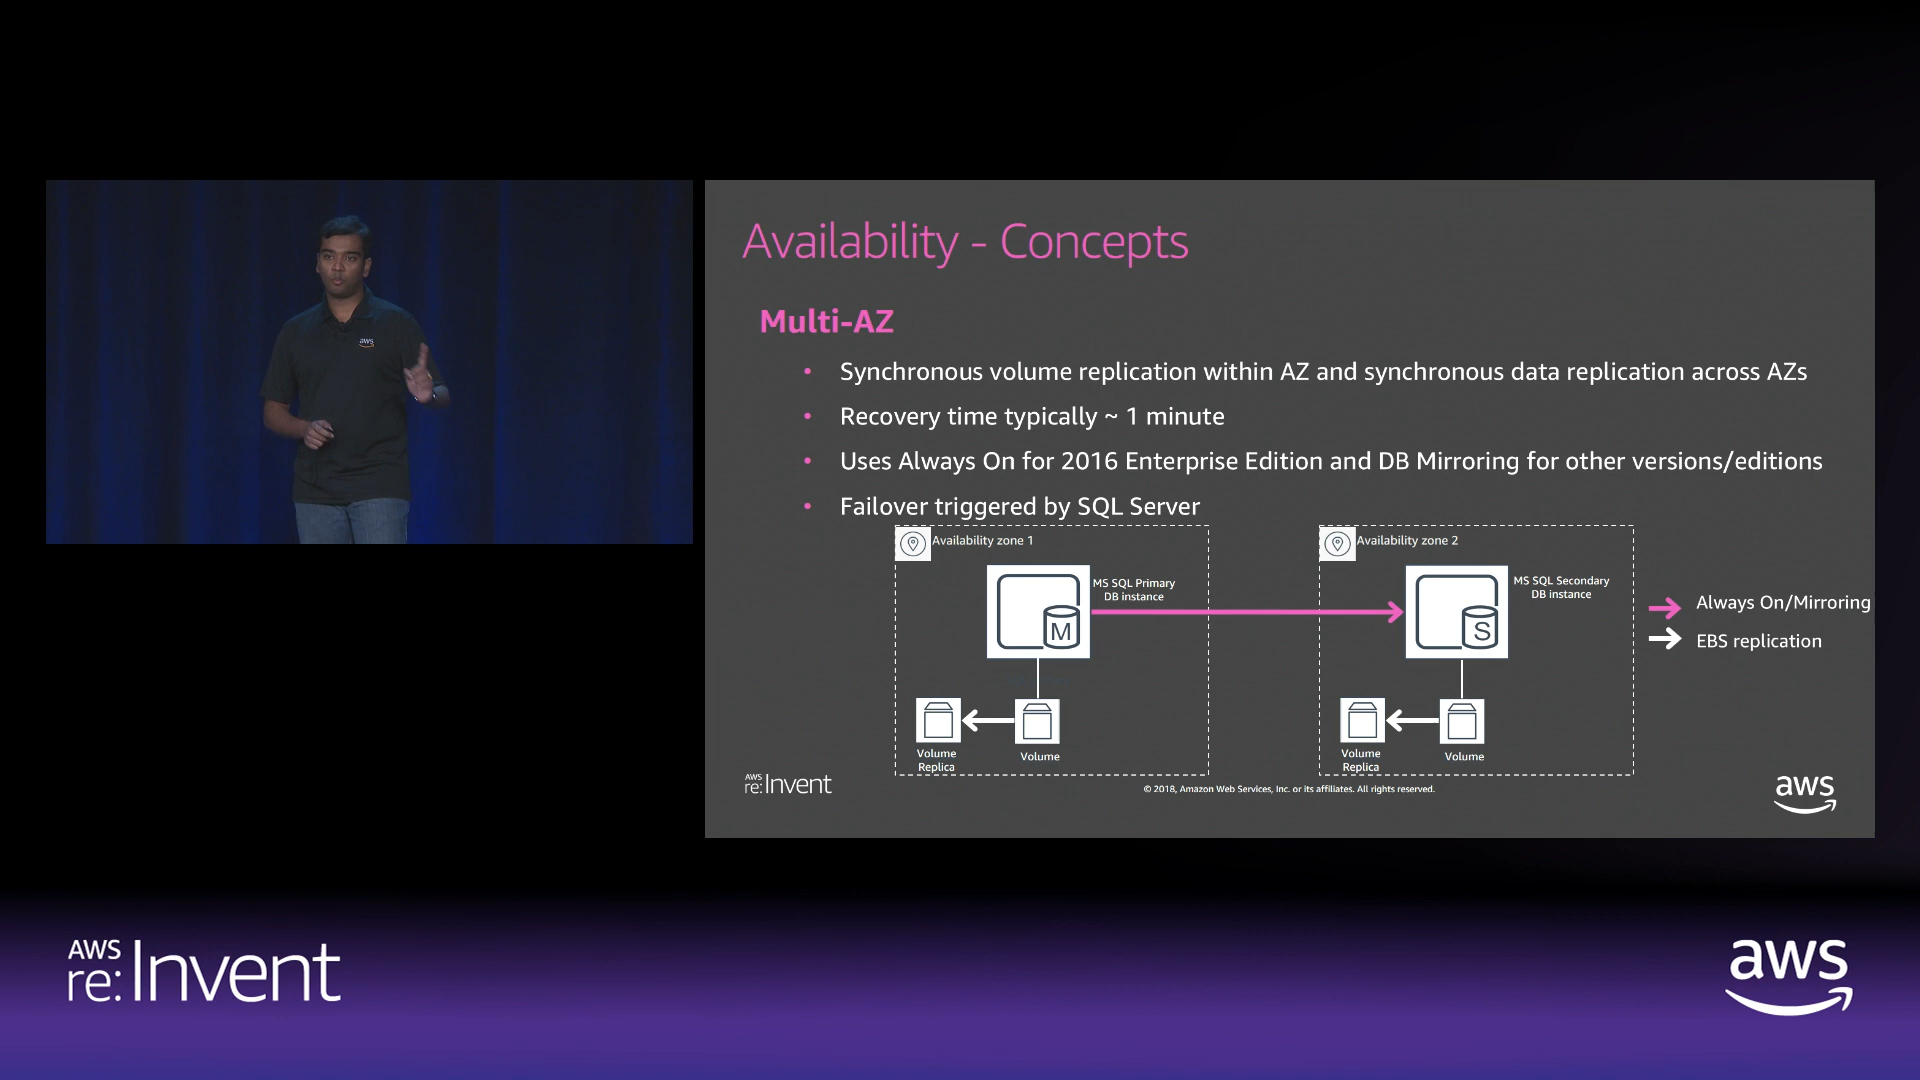 aws
Availability - Concepts
Multi-AZ
• Synchronous volume replication within AZ and synchronous data replication across AZs
• Recovery time typically ~ 1 minute
• Uses Always On for 2016 Enterprise Edition and DB Mirroring for other versions/editions
• Failover triggered by SQL Server
Availability zone 1
MS SQL Primary
DB instance
M
Volume
Replica
Volume
Availability zone 2
MS SQL Secondary
DB instance
S
Volume
Replica
Volume
Always On/Mirroring
EBS replication
AWS
re:Invent
© 2018, Amazon Web Services, Inc. or its affiliates. All rights reserved.
aws
AWS
re:Invent
aws